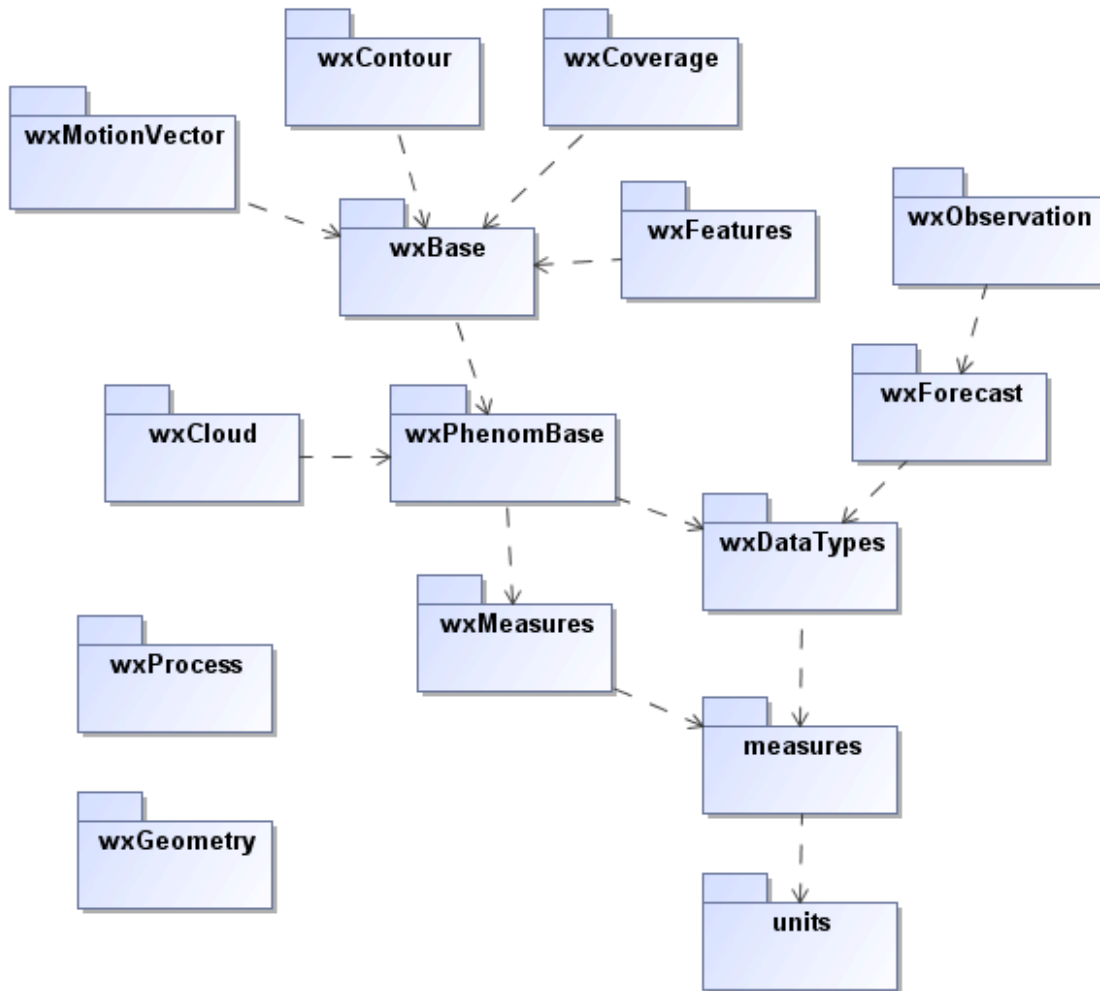 wxContour
wxCoverage
wxMotionVector
wxBase
wxFeatures
wxObservation
wxForecast
wxCloud
wxPhenomBase
wxDataTypes
wxMeasures
wxProcess
measures
wxGeometry
units